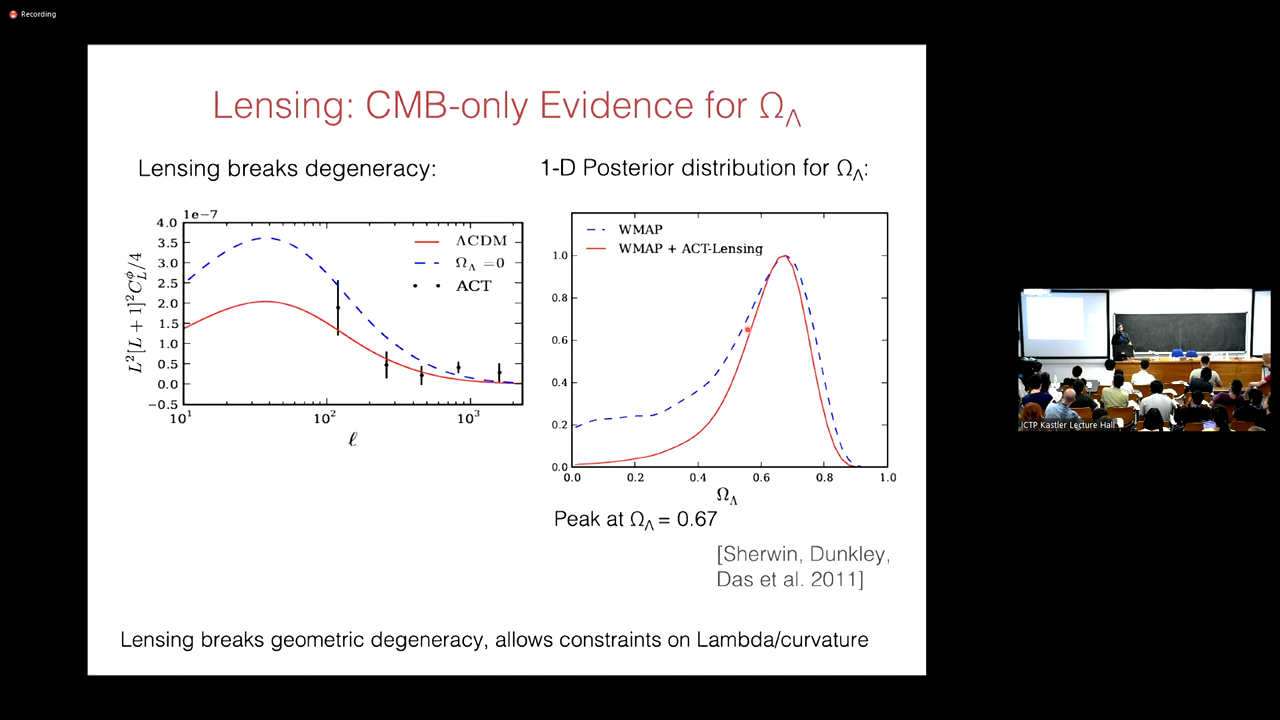 Recording
Lensing: CMB-only Evidence for Ω_Λ
Lensing breaks degeneracy:
1-D Posterior distribution for Ω_Λ:
1e−7
4.0
3.5
3.0
2.5
2.0
1.5
1.0
0.5
0.0
−0.5
L²[L + 1]²C_L^ϕ/4
ΛCDM
Ω_Λ =0
ACT
10¹ 10² 10³
ℓ
WMAP
WMAP + ACT-Lensing
1.0
0.8
0.6
0.4
0.2
0.0
0.0 0.2 0.4 0.6 0.8 1.0
Ω_Λ
Peak at Ω_Λ = 0.67
[Sherwin, Dunkley,
Das et al. 2011]
Lensing breaks geometric degeneracy, allows constraints on Lambda/curvature
ICTP Kastler Lecture Hall